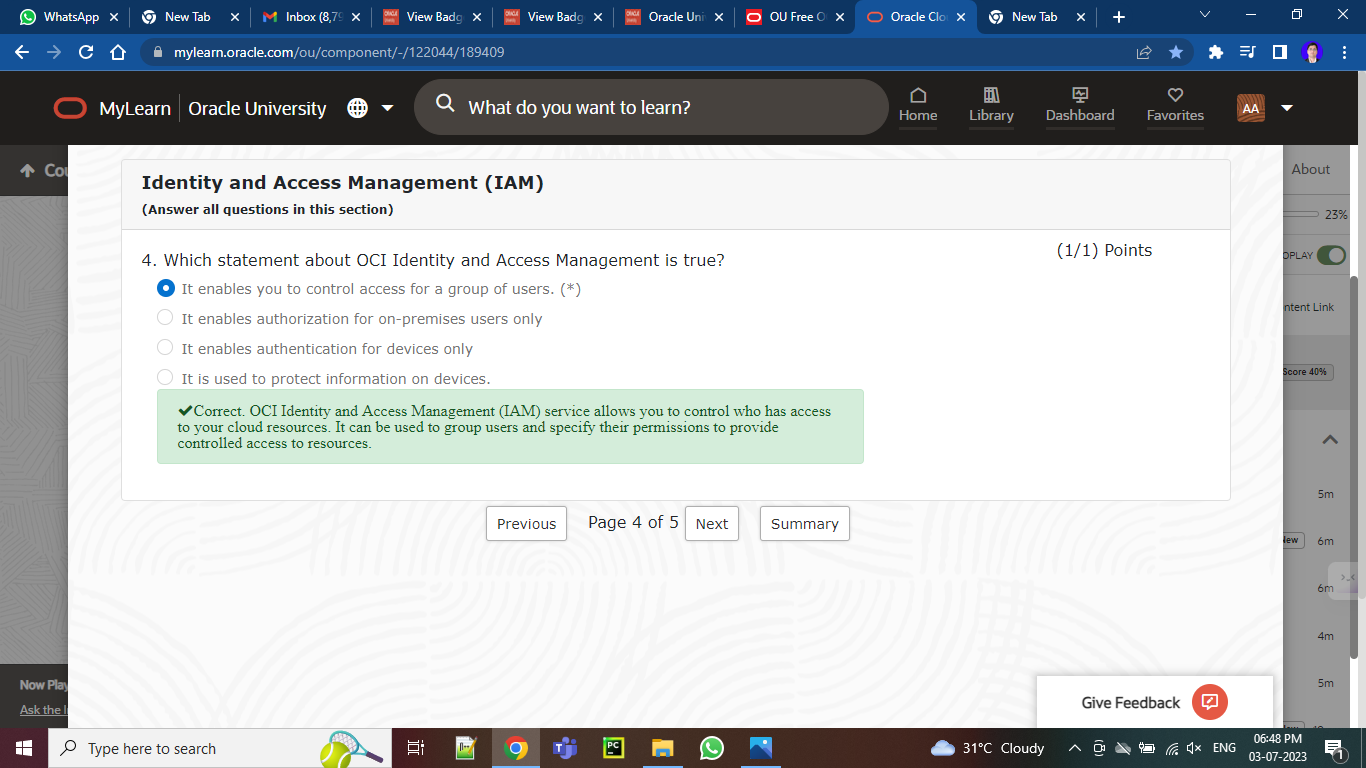 WhatsApp
New Tab
Inbox (8,79
View Badg
View Badg
Oracle Uni
OU Free O
Oracle Clo
New Tab
mylearn.oracle.com/ou/component/-/122044/189409
MyLearn
Oracle University
What do you want to learn?
Home
Library
Dashboard
Favorites
AA
Cou
About
Identity and Access Management (IAM)
(Answer all questions in this section)
23%
4. Which statement about OCI Identity and Access Management is true?
(1/1) Points
OPLAY
It enables you to control access for a group of users. (*)
It enables authorization for on-premises users only
ntent Link
It enables authentication for devices only
It is used to protect information on devices.
Score 40%
✔Correct. OCI Identity and Access Management (IAM) service allows you to control who has access
to your cloud resources. It can be used to group users and specify their permissions to provide
controlled access to resources.
5m
Previous
Page 4 of 5
Next
Summary
6m
6m
4m
5m
Now Play
Ask the I
Give Feedback
Type here to search
PC
31°C Cloudy
ENG
06:48 PM
03-07-2023
1